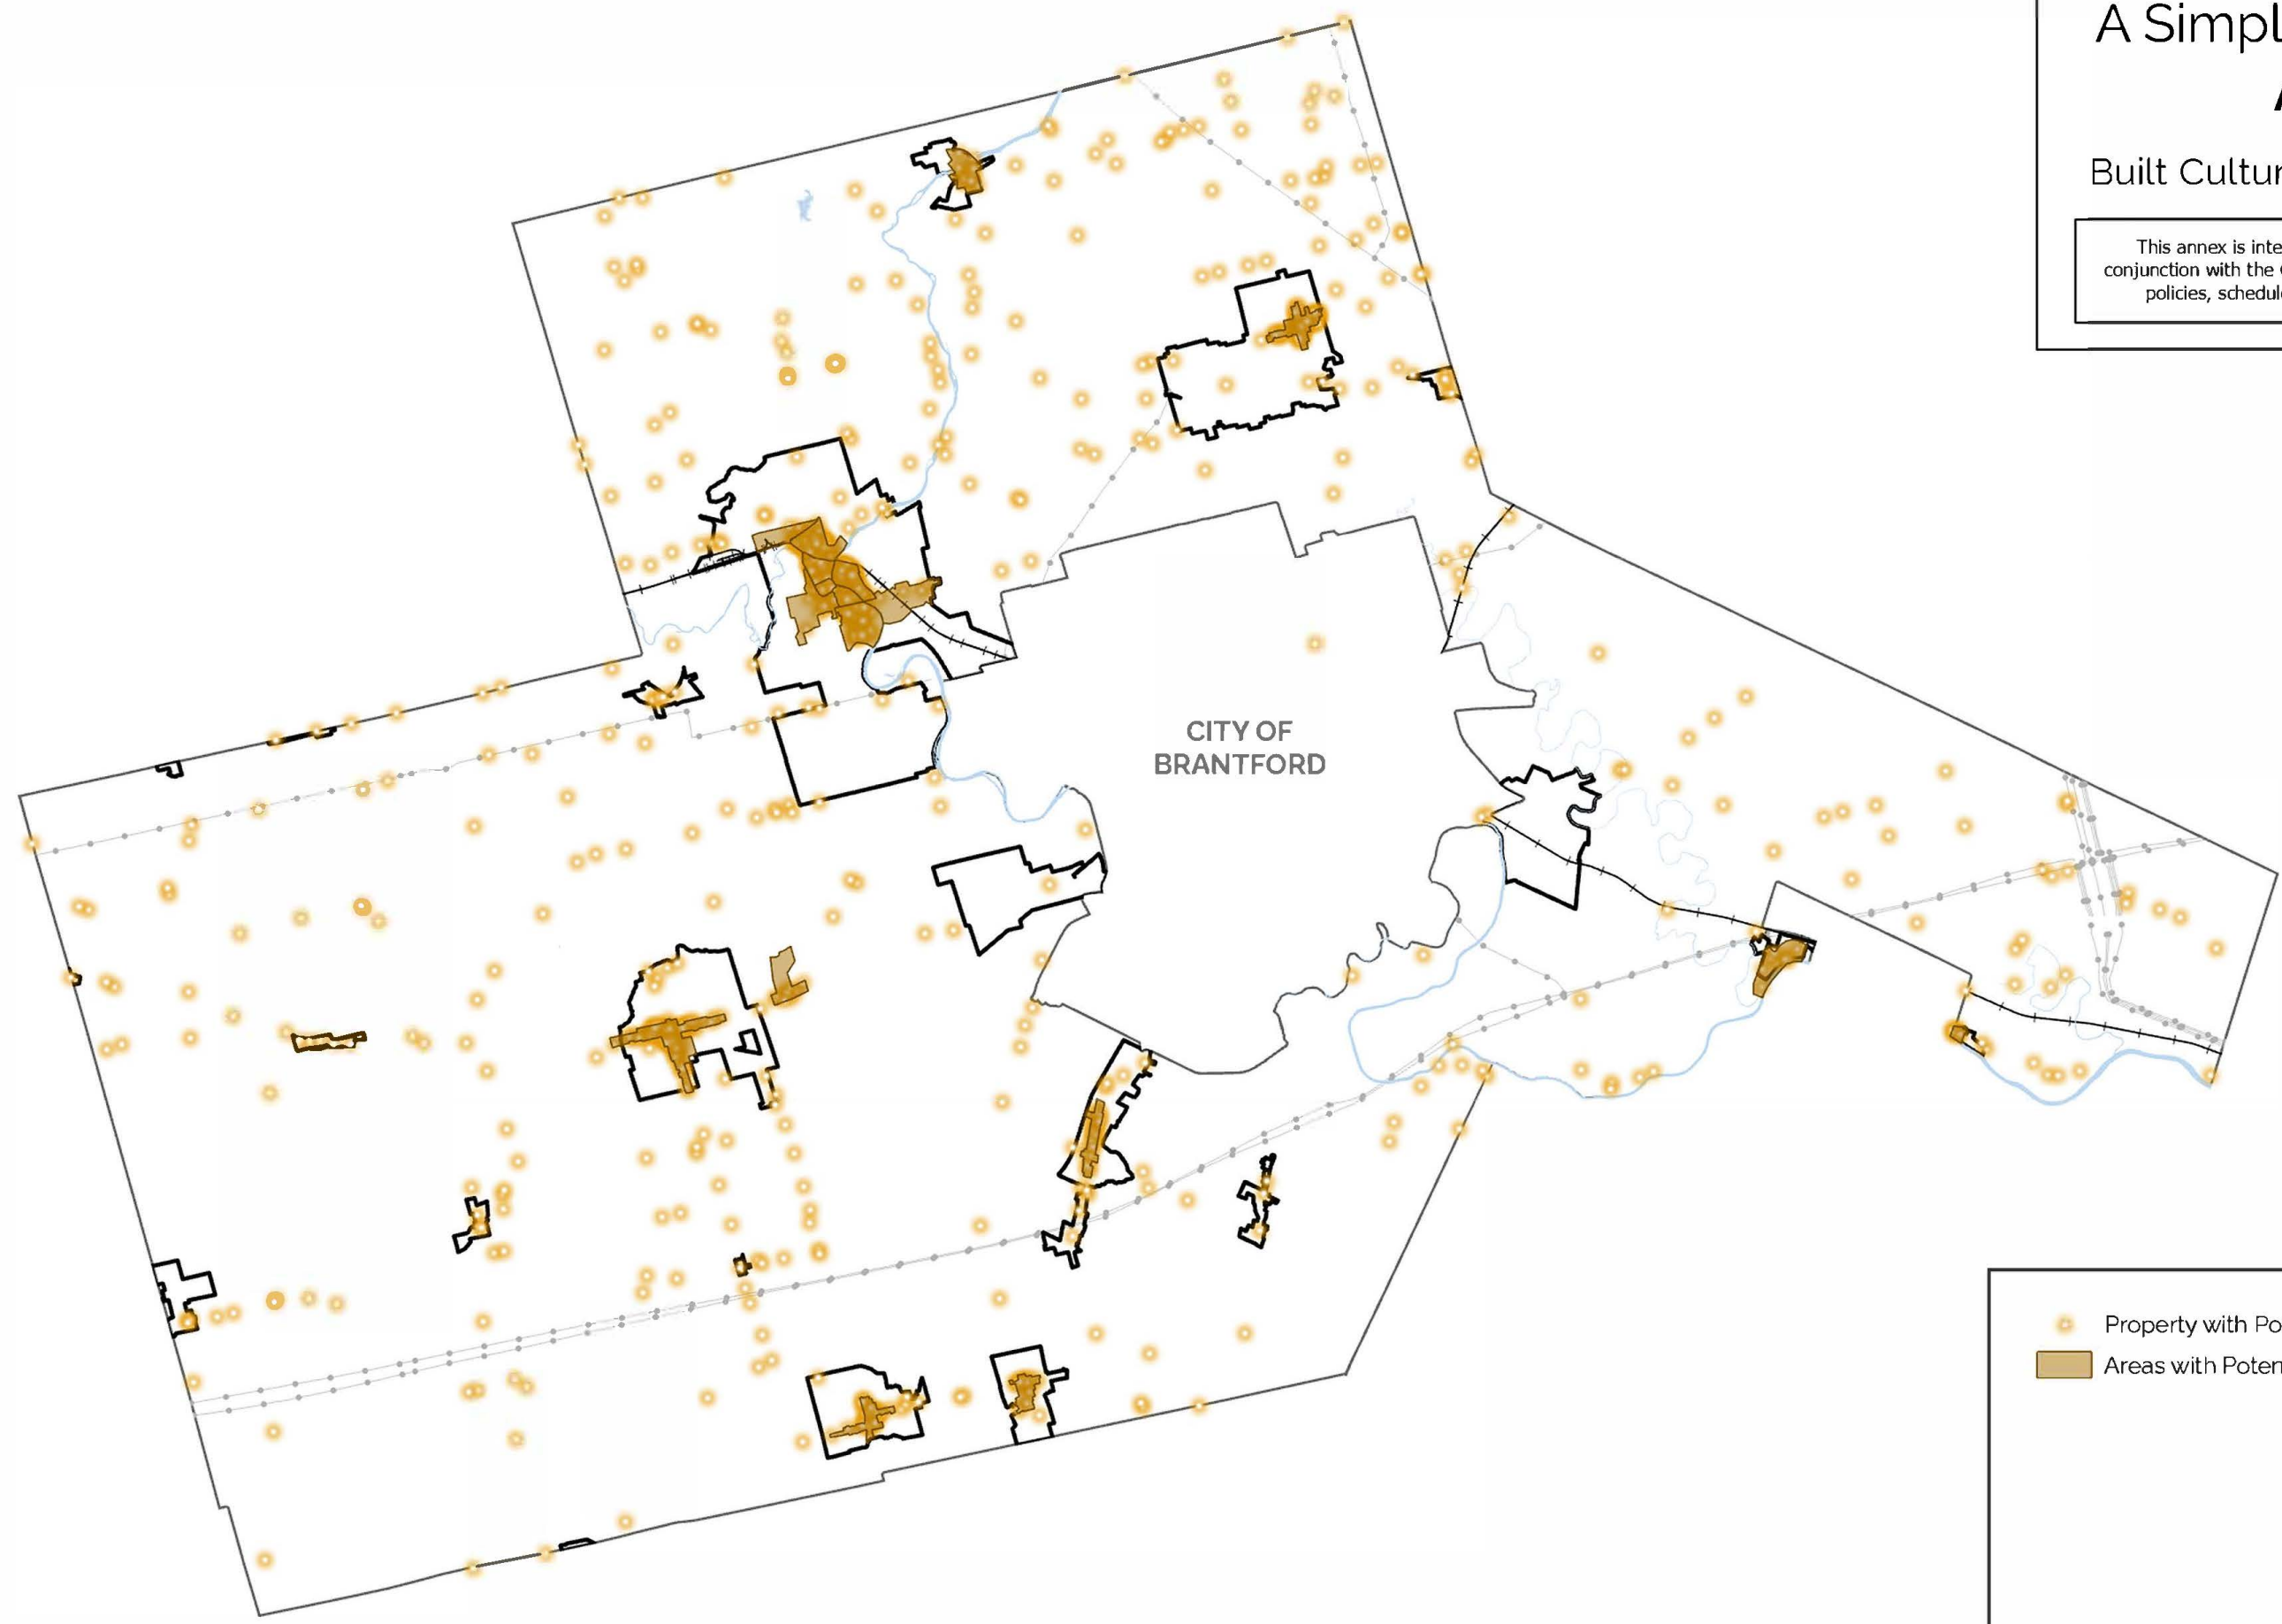 A Simpl
Built Cultur
This annex is inte
conjunction with the
policies, schedul
CITY OF
BRANTFORD
Property with Po
Areas with Poten